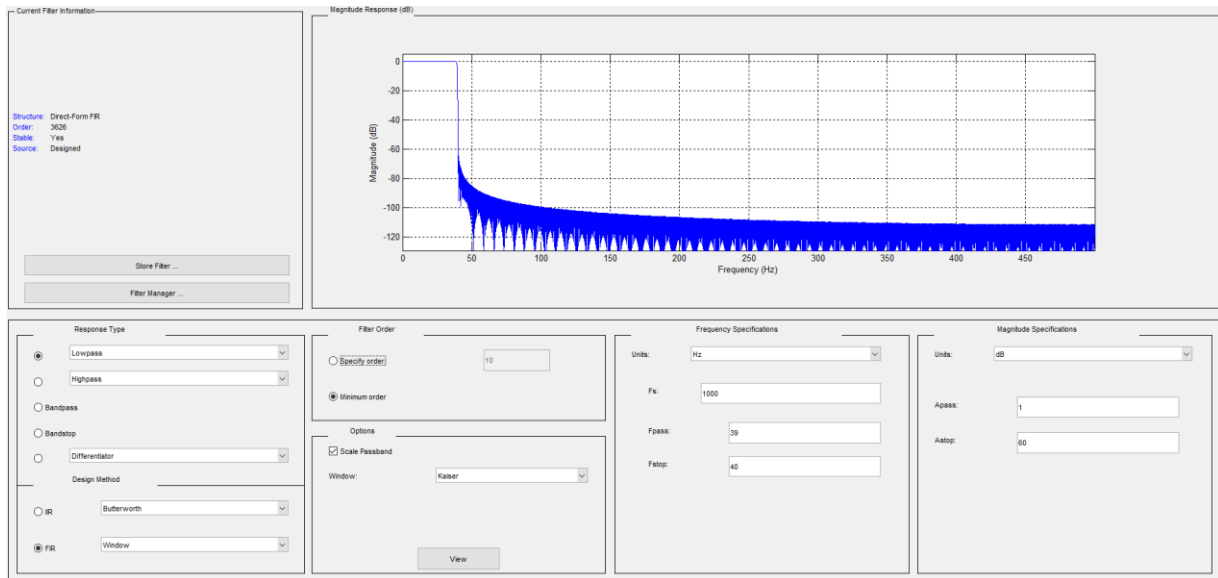 Current Filter Information
Structure: Direct-Form FIR
Order: 3626
Stable: Yes
Source: Designed
Store Filter ...
Filter Manager ...
Magnitude Response (dB)
0
-20
-40
-60
-80
-100
-120
Magnitude (dB)
0 50 100 150 200 250 300 350 400 450
Frequency (Hz)
Response Type
Lowpass
Highpass
Bandpass
Bandstop
Differentiator
Design Method
IIR Butterworth
FIR Window
Filter Order
Specify order: 10
Minimum order
Options
Scale Passband
Window: Kaiser
View
Frequency Specifications
Units: Hz
Fs: 1000
Fpass: 39
Fstop: 40
Magnitude Specifications
Units: dB
Apass: 1
Astop: 60